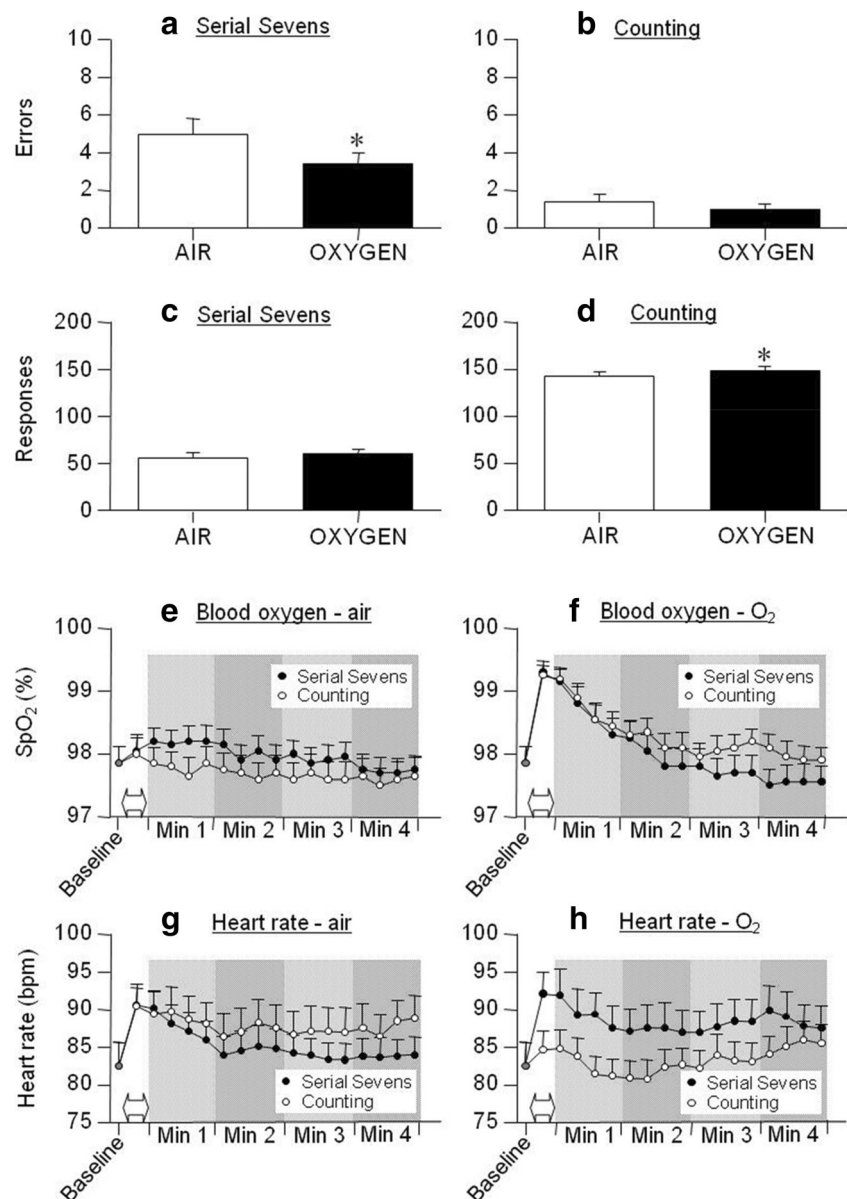 a Serial Sevens
10
8
6
4
2
0
Errors
AIR OXYGEN
*
b Counting
10
8
6
4
2
0
AIR OXYGEN
c Serial Sevens
200
150
100
50
0
Responses
AIR OXYGEN
d Counting
200
150
100
50
0
*
AIR OXYGEN
e Blood oxygen - air
100
99
98
97
SpO₂ (%)
Serial Sevens
Counting
Baseline Min 1 Min 2 Min 3 Min 4
f Blood oxygen - O₂
100
99
98
97
Serial Sevens
Counting
Baseline Min 1 Min 2 Min 3 Min 4
g Heart rate - air
100
95
90
85
80
75
Heart rate (bpm)
Serial Sevens
Counting
Baseline Min 1 Min 2 Min 3 Min 4
h Heart rate - O₂
100
95
90
85
80
75
Serial Sevens
Counting
Baseline Min 1 Min 2 Min 3 Min 4